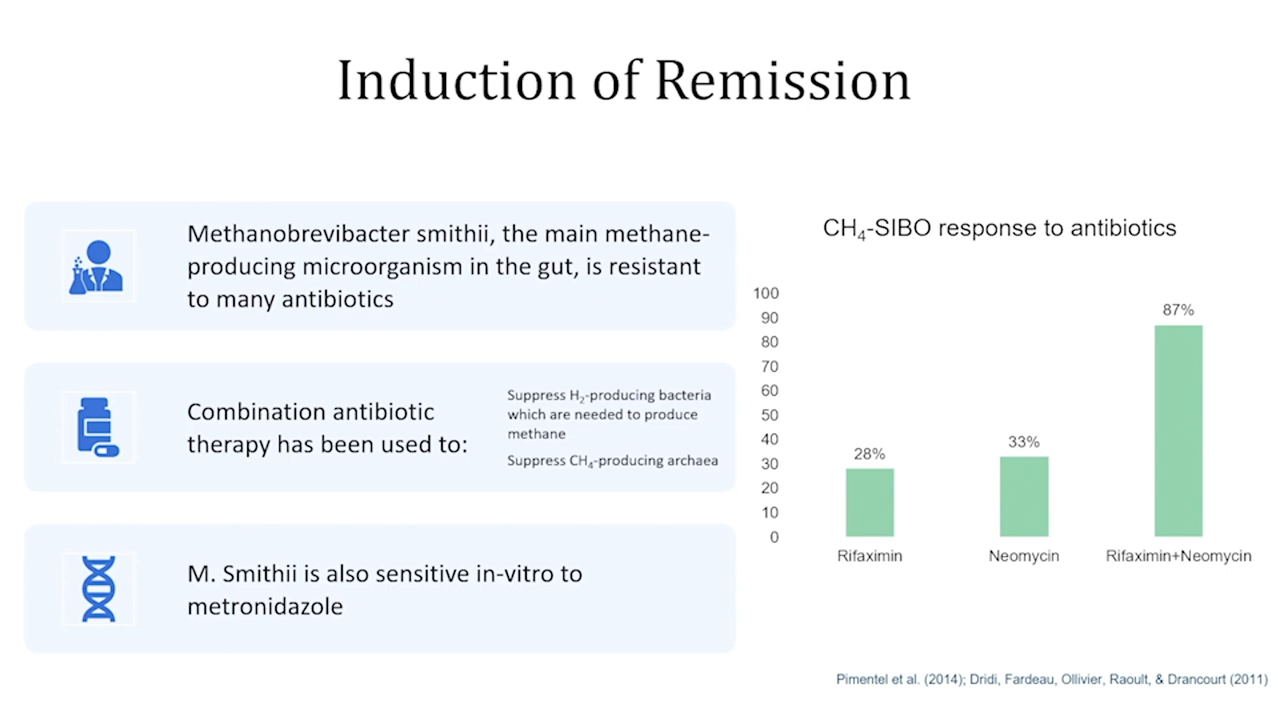 Induction of Remission
Methanobrevibacter smithii, the main methane-
producing microorganism in the gut, is resistant
to many antibiotics
Combination antibiotic
therapy has been used to:
Suppress H₂-producing bacteria
which are needed to produce
methane
Suppress CH₄-producing archaea
M. Smithii is also sensitive in-vitro to
metronidazole
CH₄-SIBO response to antibiotics
100
90
80
70
60
50
40
30
20
10
0
28%
33%
87%
Rifaximin
Neomycin
Rifaximin+Neomycin
Pimentel et al. (2014); Dridi, Fardeau, Ollivier, Raoult, & Drancourt (2011)